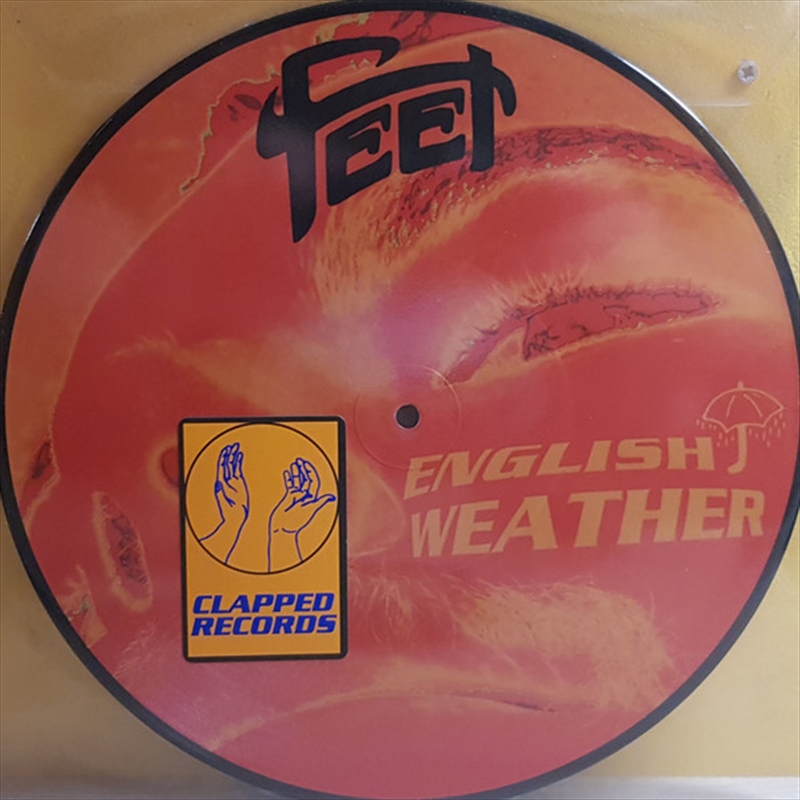 FEET
ENGLISH
WEATHER
CLAPPED
RECORDS